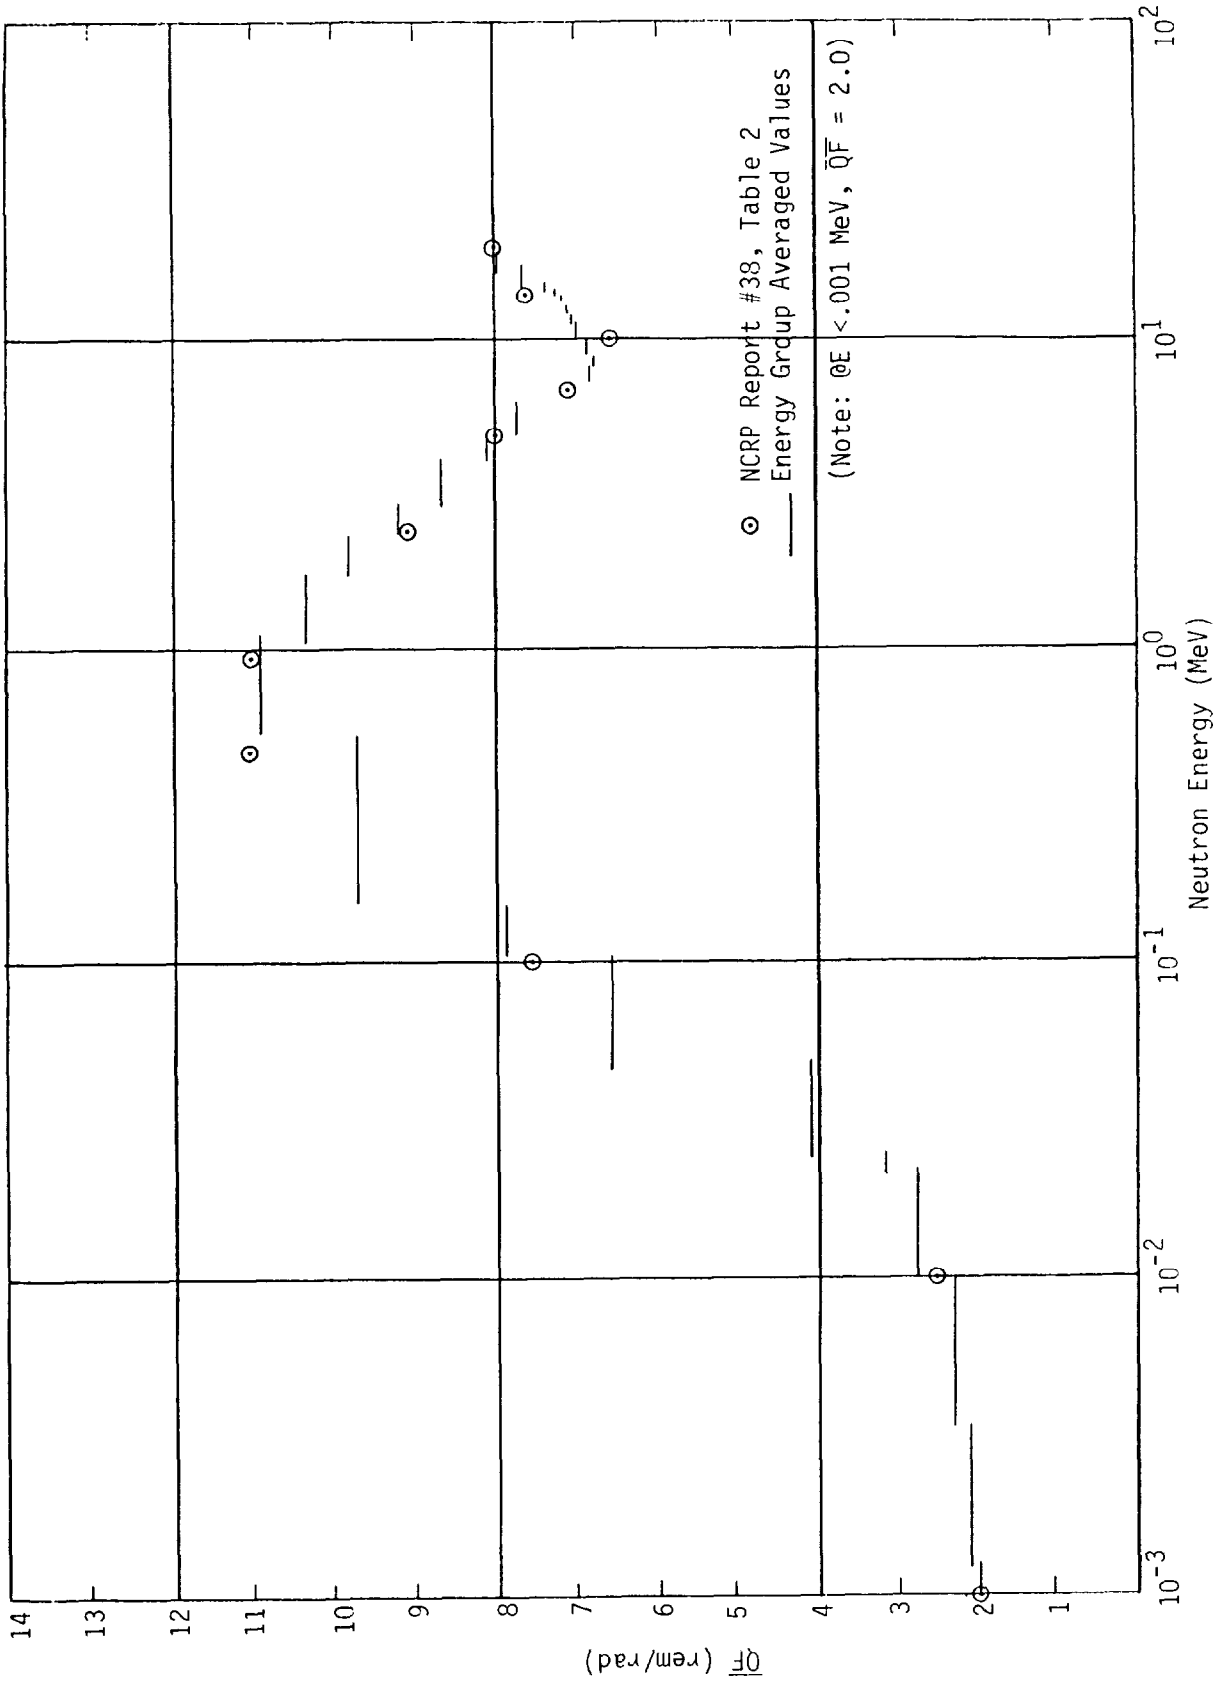 14
13
12
11
10
9
8
7
6
5
4
3
2
1
Q̅F̅ (rem/rad)
⊙ NCRP Report #38, Table 2
— Energy Group Averaged Values
(Note: @E <.001 MeV, Q̅F̅ = 2.0)
10⁻³ 10⁻² 10⁻¹ 10⁰ 10¹ 10²
Neutron Energy (MeV)